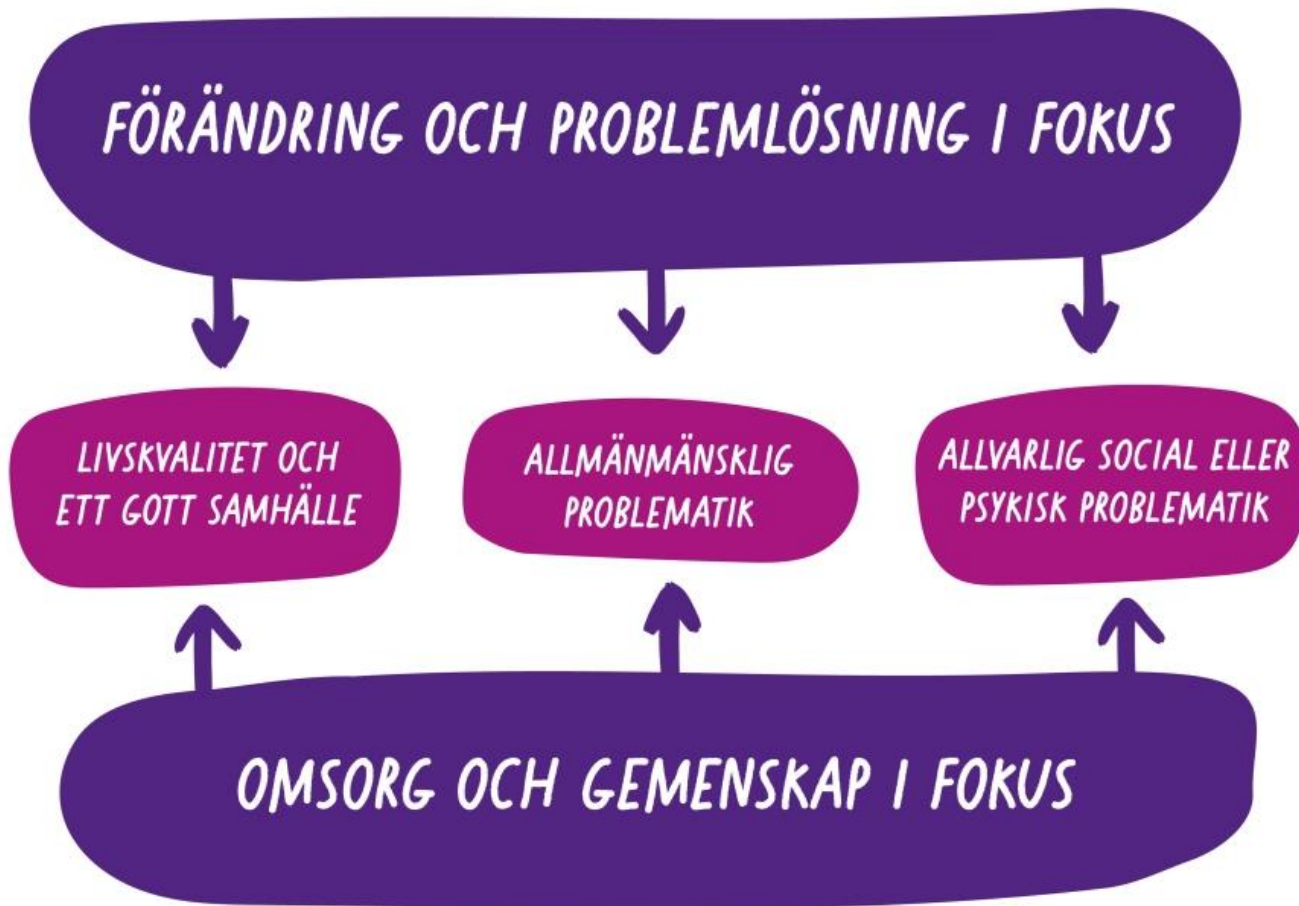 FÖRÄNDRING OCH PROBLEMLÖSNING I FOKUS
LIVSKVALITET OCH
ETT GOTT SAMHÄLLE
ALLMÄNMÄNSKLIG
PROBLEMATIK
ALLVARLIG SOCIAL ELLER
PSYKISK PROBLEMATIK
OMSORG OCH GEMENSKAP I FOKUS